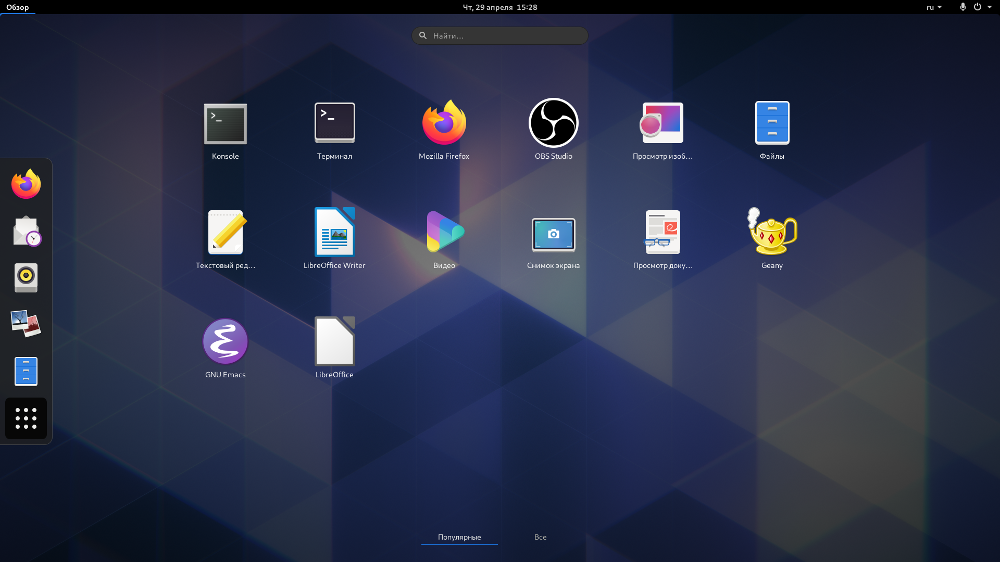 Обзор
Чт, 29 апреля 15:28
ru
Найти…
Konsole
Терминал
Mozilla Firefox
OBS Studio
Просмотр изоб…
Файлы
Текстовый ред…
LibreOffice Writer
Видео
Снимок экрана
Просмотр доку…
Geany
GNU Emacs
LibreOffice
Популярные
Все